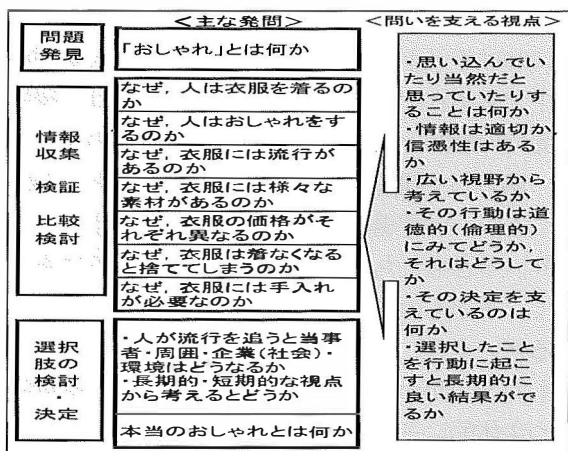 ＜主な発問＞
＜問いを支える視点＞
問題
発見
「おしゃれ」とは何か
情報
収集
検証
比較
検討
なぜ，人は衣服を着るの
か
なぜ，人はおしゃれをす
るのか
なぜ，衣服には流行が
あるのか
なぜ，衣服には様々な
素材があるのか
なぜ，衣服の価格がそ
れぞれ異なるのか
なぜ，衣服は着なくなる
と捨ててしまうのか
なぜ，衣服には手入れ
が必要なのか
選択
肢の
検討
・
決定
・人が流行を追うと当事
者・周囲・企業(社会)・
環境はどうなるか
・長期的・短期的な視点
から考えるとどうか
本当のおしゃれとは何か
・思い込んでい
たり当然だと
思っていたりす
ることは何か
・情報は適切か，
信憑性はある
か
・広い視野から
考えているか
・その行動は道
徳的(倫理的)
にみてどうか，
それはどうして
か
・その決定を支
えているのは
何か
・選択したこと
を行動に起こ
すと長期的に
良い結果がで
るか